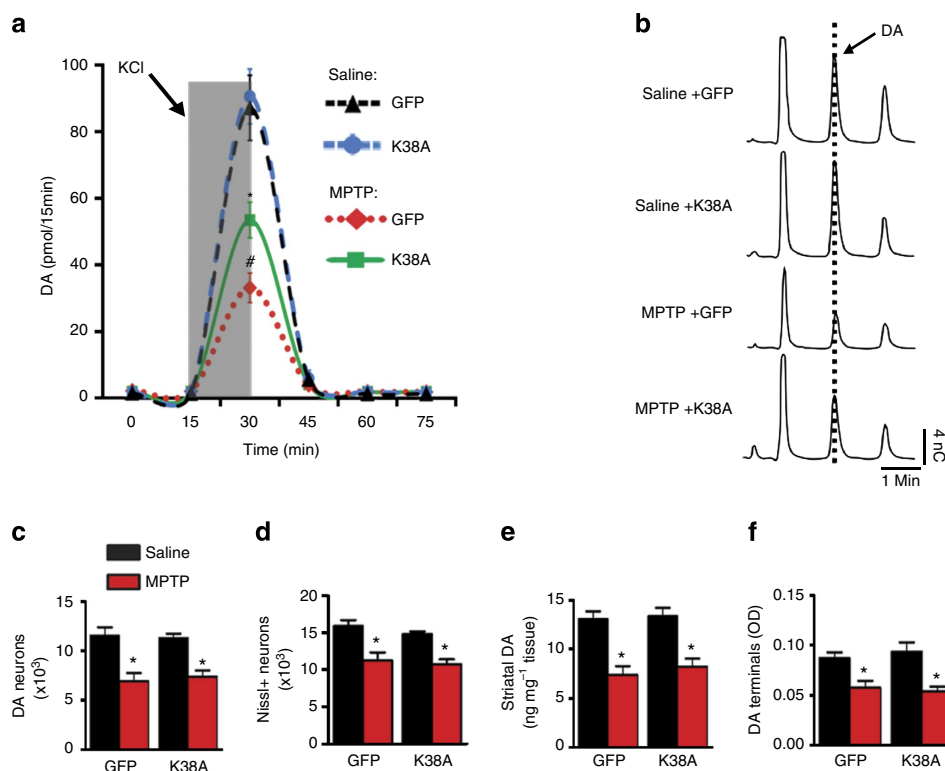 a
KCl
DA (pmol/15min)
100
80
60
40
20
0
0 15 30 45 60 75
Time (min)
*
#
Saline:
GFP
K38A
MPTP:
GFP
K38A
b
DA
Saline +GFP
Saline +K38A
MPTP +GFP
MPTP +K38A
4 nC
1 Min
c
Saline
MPTP
DA neurons
(x10³)
15
10
5
0
* *
GFP K38A
d
Nissl+ neurons
(x10³)
20
15
10
5
0
* *
GFP K38A
e
Striatal DA
(ng mg⁻¹ tissue)
15
10
5
0
* *
GFP K38A
f
DA terminals (OD)
0.15
0.10
0.05
0.00
* *
GFP K38A